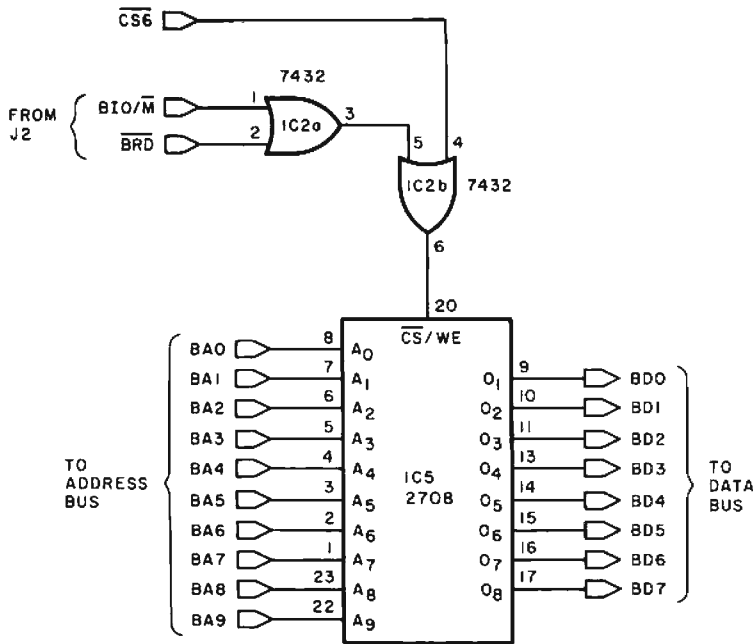 C̅S̅6̅
7432
FROM
J2
BIO/M̅
1
B̅R̅D̅
2
IC2a
3
5
4
IC2b
7432
6
20
C̅S̅/WE
TO
ADDRESS
BUS
BA0
8
A0
BA1
7
A1
BA2
6
A2
BA3
5
A3
BA4
4
A4
BA5
3
A5
BA6
2
A6
BA7
1
A7
BA8
23
A8
BA9
22
A9
IC5
2708
O1
9
BD0
O2
10
BD1
O3
11
BD2
O4
13
BD3
O5
14
BD4
O6
15
BD5
O7
16
BD6
O8
17
BD7
TO
DATA
BUS